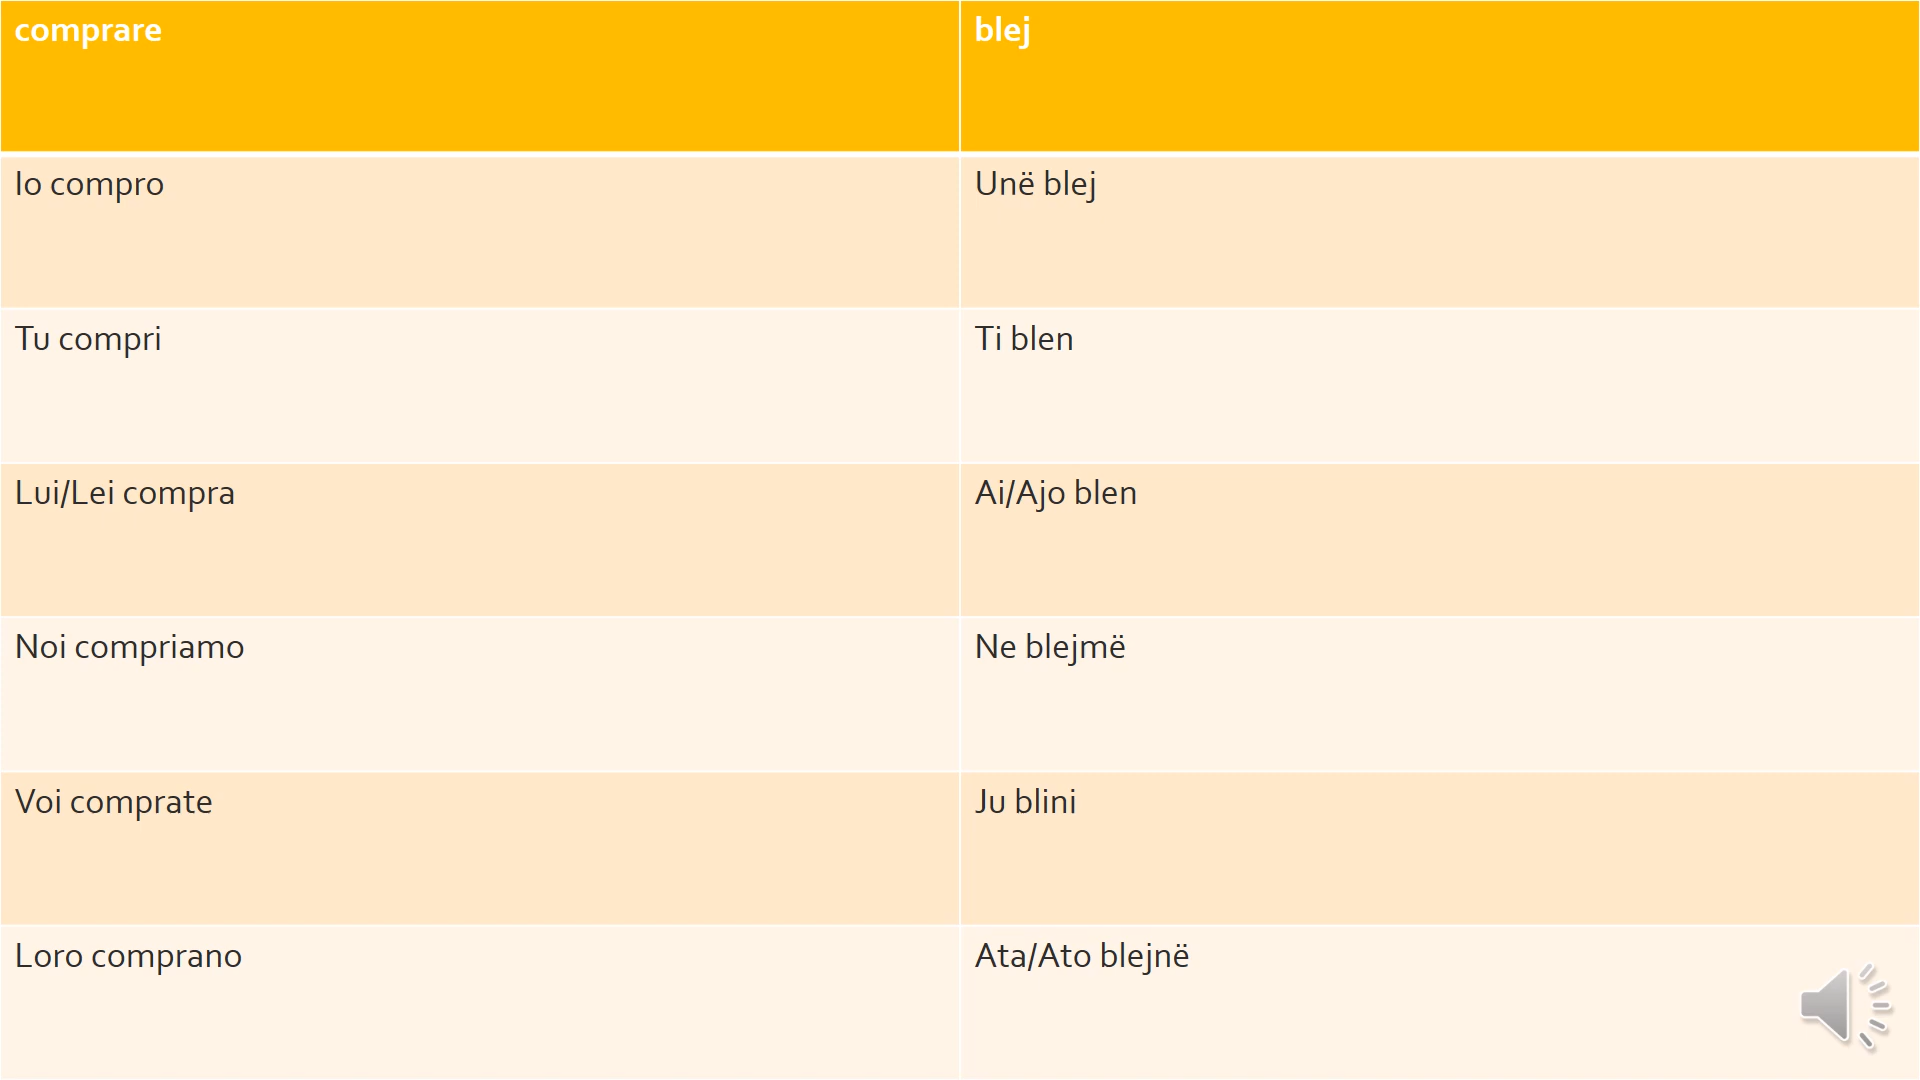 comprare
blej
Io compro
Unë blej
Tu compri
Ti blen
Lui/Lei compra
Ai/Ajo blen
Noi compriamo
Ne blejmë
Voi comprate
Ju blini
Loro comprano
Ata/Ato blejnë